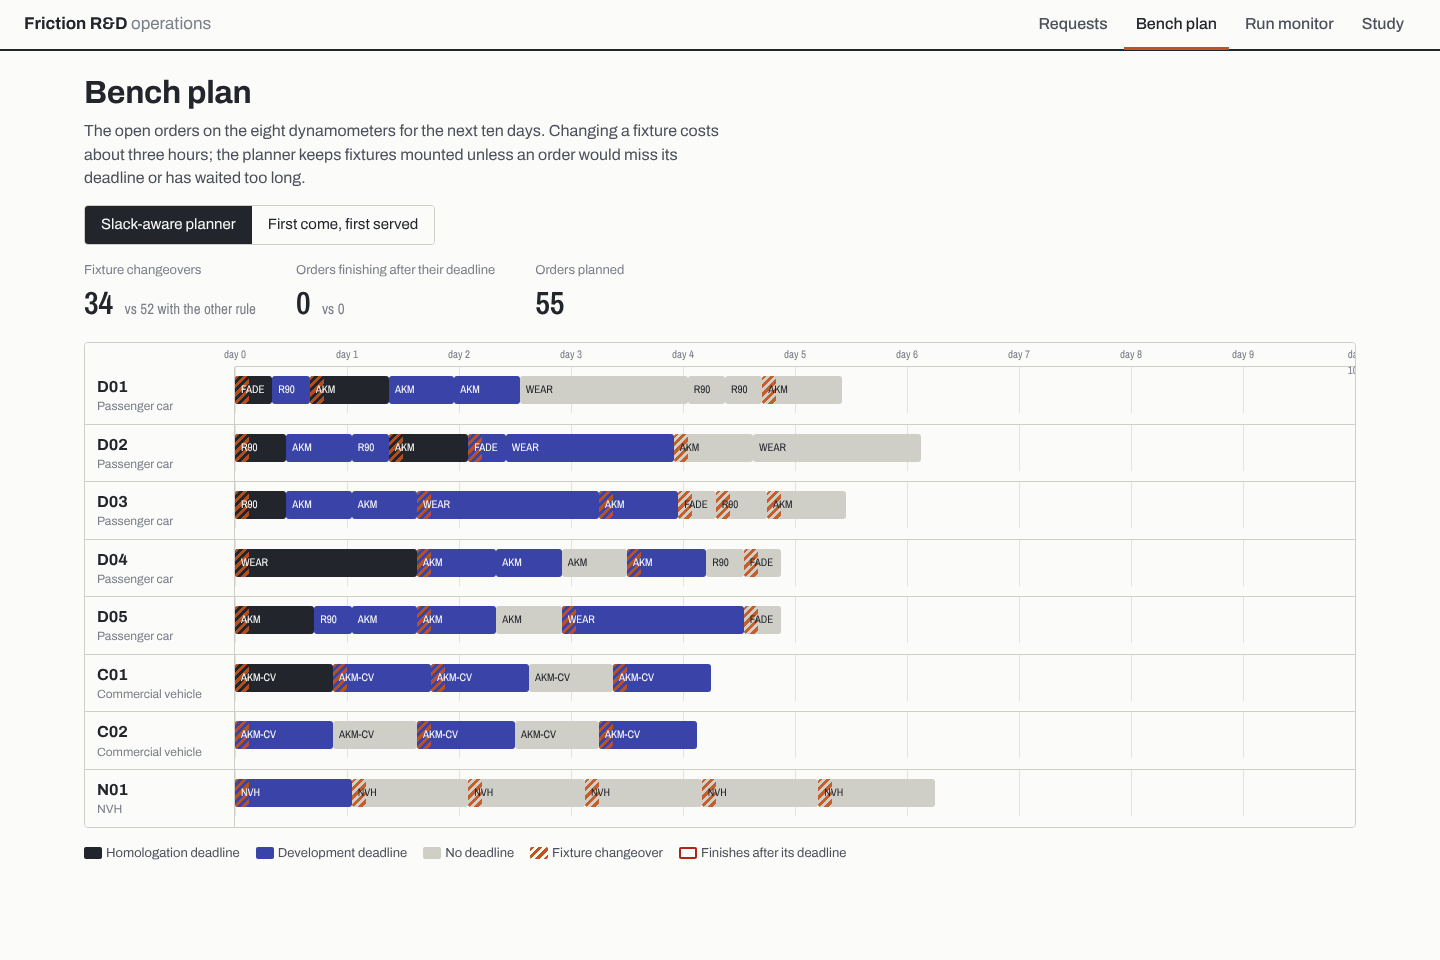 Friction R&D operations
Requests
Bench plan
Run monitor
Study
Bench plan
The open orders on the eight dynamometers for the next ten days. Changing a fixture costs
about three hours; the planner keeps fixtures mounted unless an order would miss its
deadline or has waited too long.
Slack-aware planner
First come, first served
Fixture changeovers
Orders finishing after their deadline
Orders planned
34 vs 52 with the other rule
0 vs 0
55
day 0 day 1 day 2 day 3 day 4 day 5 day 6 day 7 day 8 day 9
D01
Passenger car
FADE R90 AKM AKM AKM WEAR R90 R90 AKM
D02
Passenger car
R90 AKM R90 AKM FADE WEAR AKM WEAR
D03
Passenger car
R90 AKM AKM WEAR AKM FADE R90 AKM
D04
Passenger car
WEAR AKM AKM AKM AKM R90 FADE
D05
Passenger car
AKM R90 AKM AKM AKM WEAR FADE
C01
Commercial vehicle
AKM-CV AKM-CV AKM-CV AKM-CV AKM-CV
C02
Commercial vehicle
AKM-CV AKM-CV AKM-CV AKM-CV AKM-CV
N01
NVH
NVH NVH NVH NVH NVH NVH
Homologation deadline
Development deadline
No deadline
Fixture changeover
Finishes after its deadline